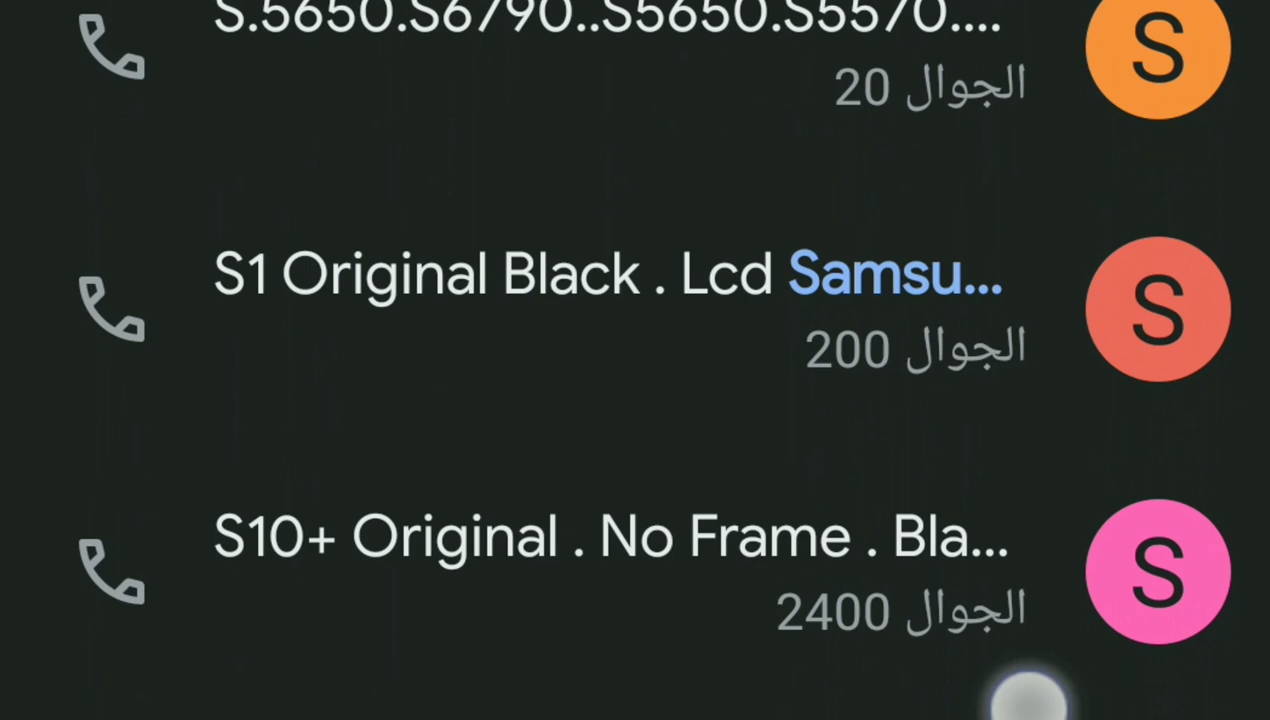 S.5650.S6790..S5650.S5570....
الجوال 20
S
S1 Original Black . Lcd Samsu...
الجوال 200
S
S10+ Original . No Frame . Bla...
الجوال 2400
S